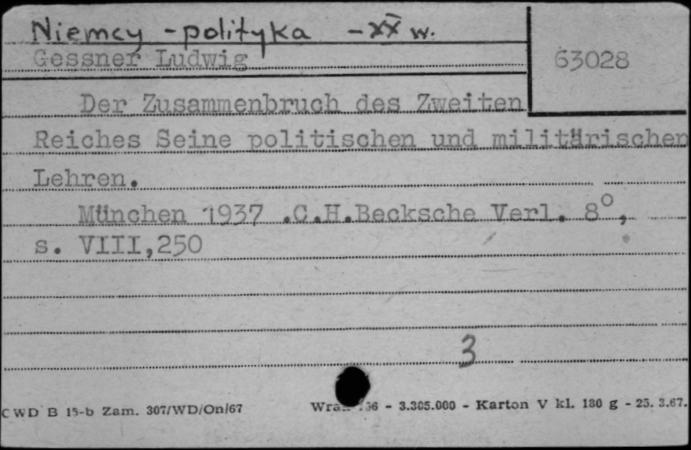 Niemcy - polityka - XX w.
Gessner Ludwig
63028
Der Zusammenbruch des Zweiten
Reiches Seine politischen und militärischen
Lehren.
München 1937 .C.H.Becksche Verl. 8°,
s. VIII,250
3
CWD B 15-b Zam. 307/WD/On/67
- 3.305.000 - Karton V kl. 180 g - 25. 3.67.